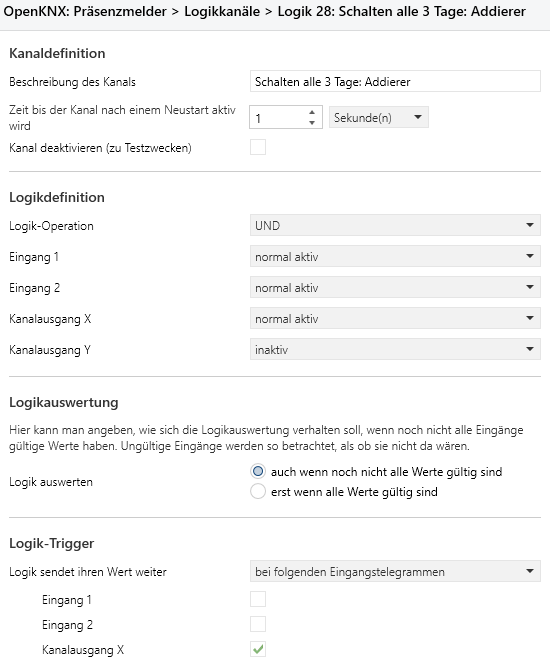 OpenKNX: Präsenzmelder > Logikkanäle > Logik 28: Schalten alle 3 Tage: Addierer
Kanaldefinition
Beschreibung des Kanals Schalten alle 3 Tage: Addierer
Zeit bis der Kanal nach einem Neustart aktiv
wird 1 Sekunde(n)
Kanal deaktivieren (zu Testzwecken)
Logikdefinition
Logik-Operation UND
Eingang 1 normal aktiv
Eingang 2 normal aktiv
Kanalausgang X normal aktiv
Kanalausgang Y inaktiv
Logikauswertung
Hier kann man angeben, wie sich die Logikauswertung verhalten soll, wenn noch nicht alle Eingänge
gültige Werte haben. Ungültige Eingänge werden so betrachtet, als ob sie nicht da wären.
Logik auswerten auch wenn noch nicht alle Werte gültig sind
erst wenn alle Werte gültig sind
Logik-Trigger
Logik sendet ihren Wert weiter bei folgenden Eingangstelegrammen
Eingang 1
Eingang 2
Kanalausgang X